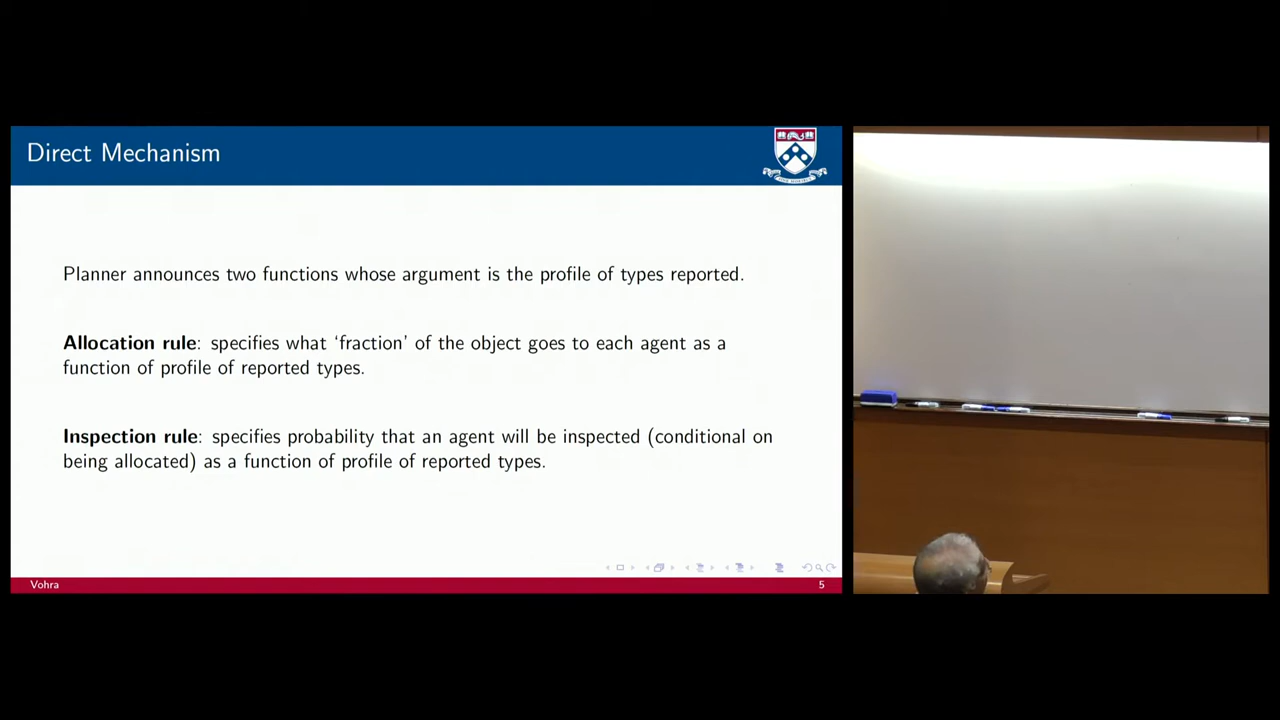 Direct Mechanism
Planner announces two functions whose argument is the profile of types reported.
Allocation rule: specifies what ‘fraction’ of the object goes to each agent as a
function of profile of reported types.
Inspection rule: specifies probability that an agent will be inspected (conditional on
being allocated) as a function of profile of reported types.
Vohra
5